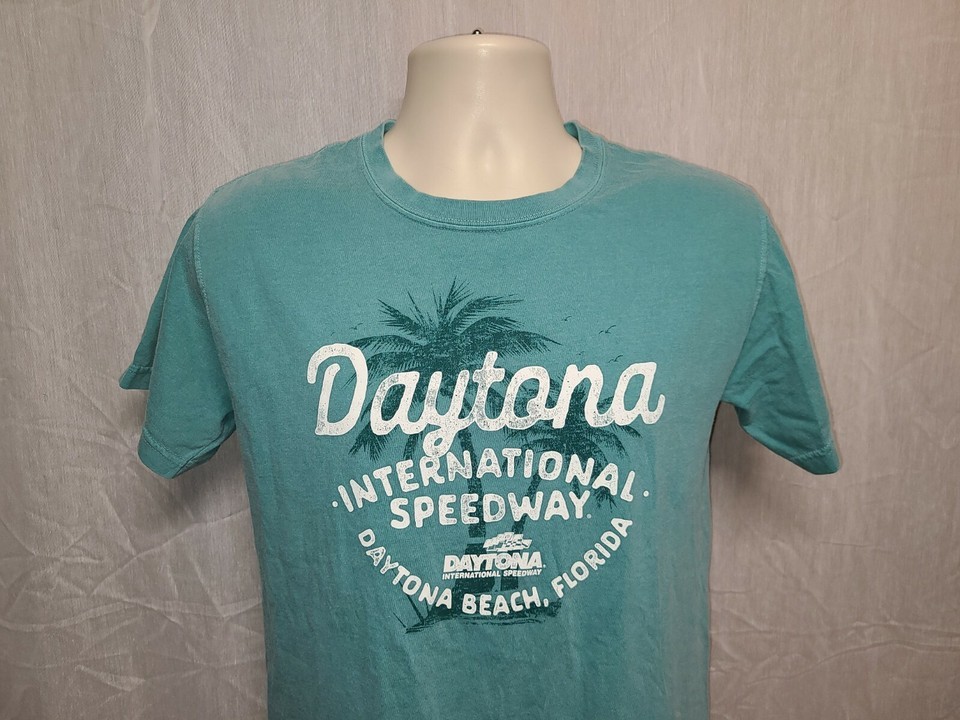 Daytona
·INTERNATIONAL·
SPEEDWAY.
DAYTONA
INTERNATIONAL SPEEDWAY
DAYTONA BEACH, FLORIDA